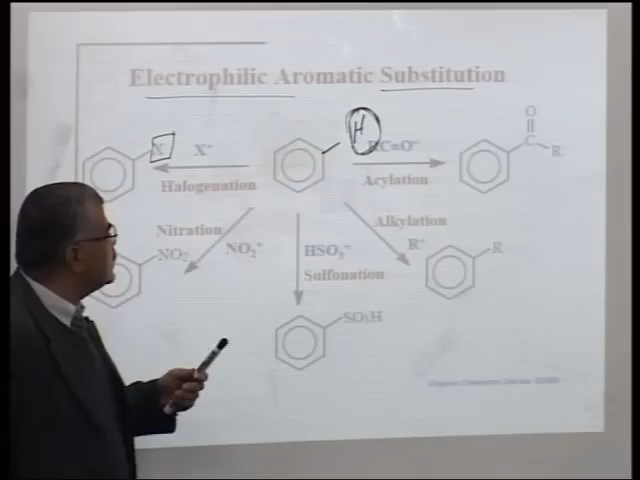 Electrophilic Aromatic Substitution
H
O
X X⁺ RC=O⁺ C R
Halogenation Acylation
Nitration Alkylation
NO₂ NO₂⁺ HSO₃⁺ R⁺ R
Sulfonation
SO₃H